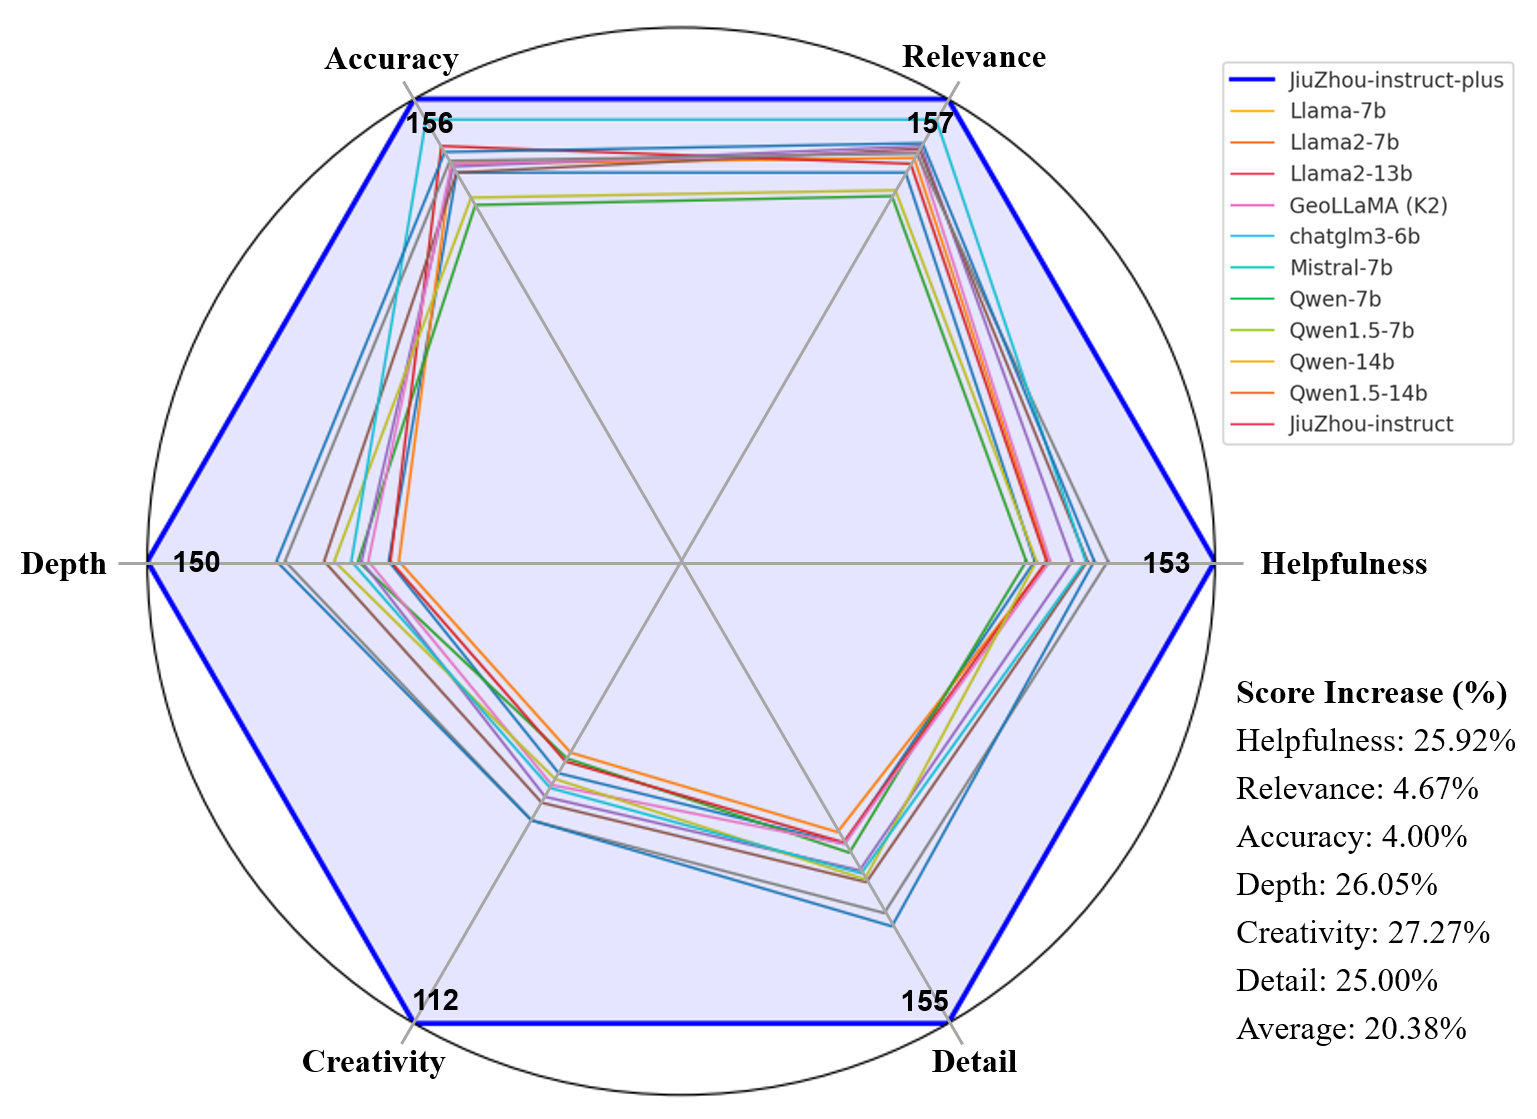 Accuracy
Relevance
156
157
JiuZhou-instruct-plus
Llama-7b
Llama2-7b
Llama2-13b
GeoLLaMA (K2)
chatglm3-6b
Mistral-7b
Qwen-7b
Qwen1.5-7b
Qwen-14b
Qwen1.5-14b
JiuZhou-instruct
Depth
150
153
Helpfulness
112
155
Creativity
Detail
Score Increase (%)
Helpfulness: 25.92%
Relevance: 4.67%
Accuracy: 4.00%
Depth: 26.05%
Creativity: 27.27%
Detail: 25.00%
Average: 20.38%